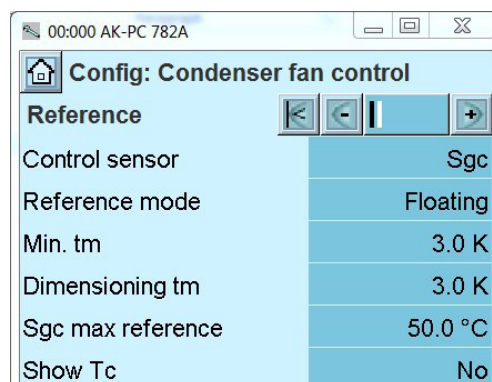 00:000 AK-PC 782A
Config: Condenser fan control
Reference
Control sensor Sgc
Reference mode Floating
Min. tm 3.0 K
Dimensioning tm 3.0 K
Sgc max reference 50.0 °C
Show Tc No